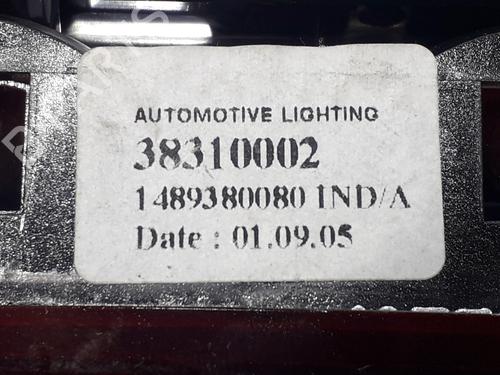 AUTOMOTIVE LIGHTING
38310002
1489380080 IND/A
Date : 01.09.05